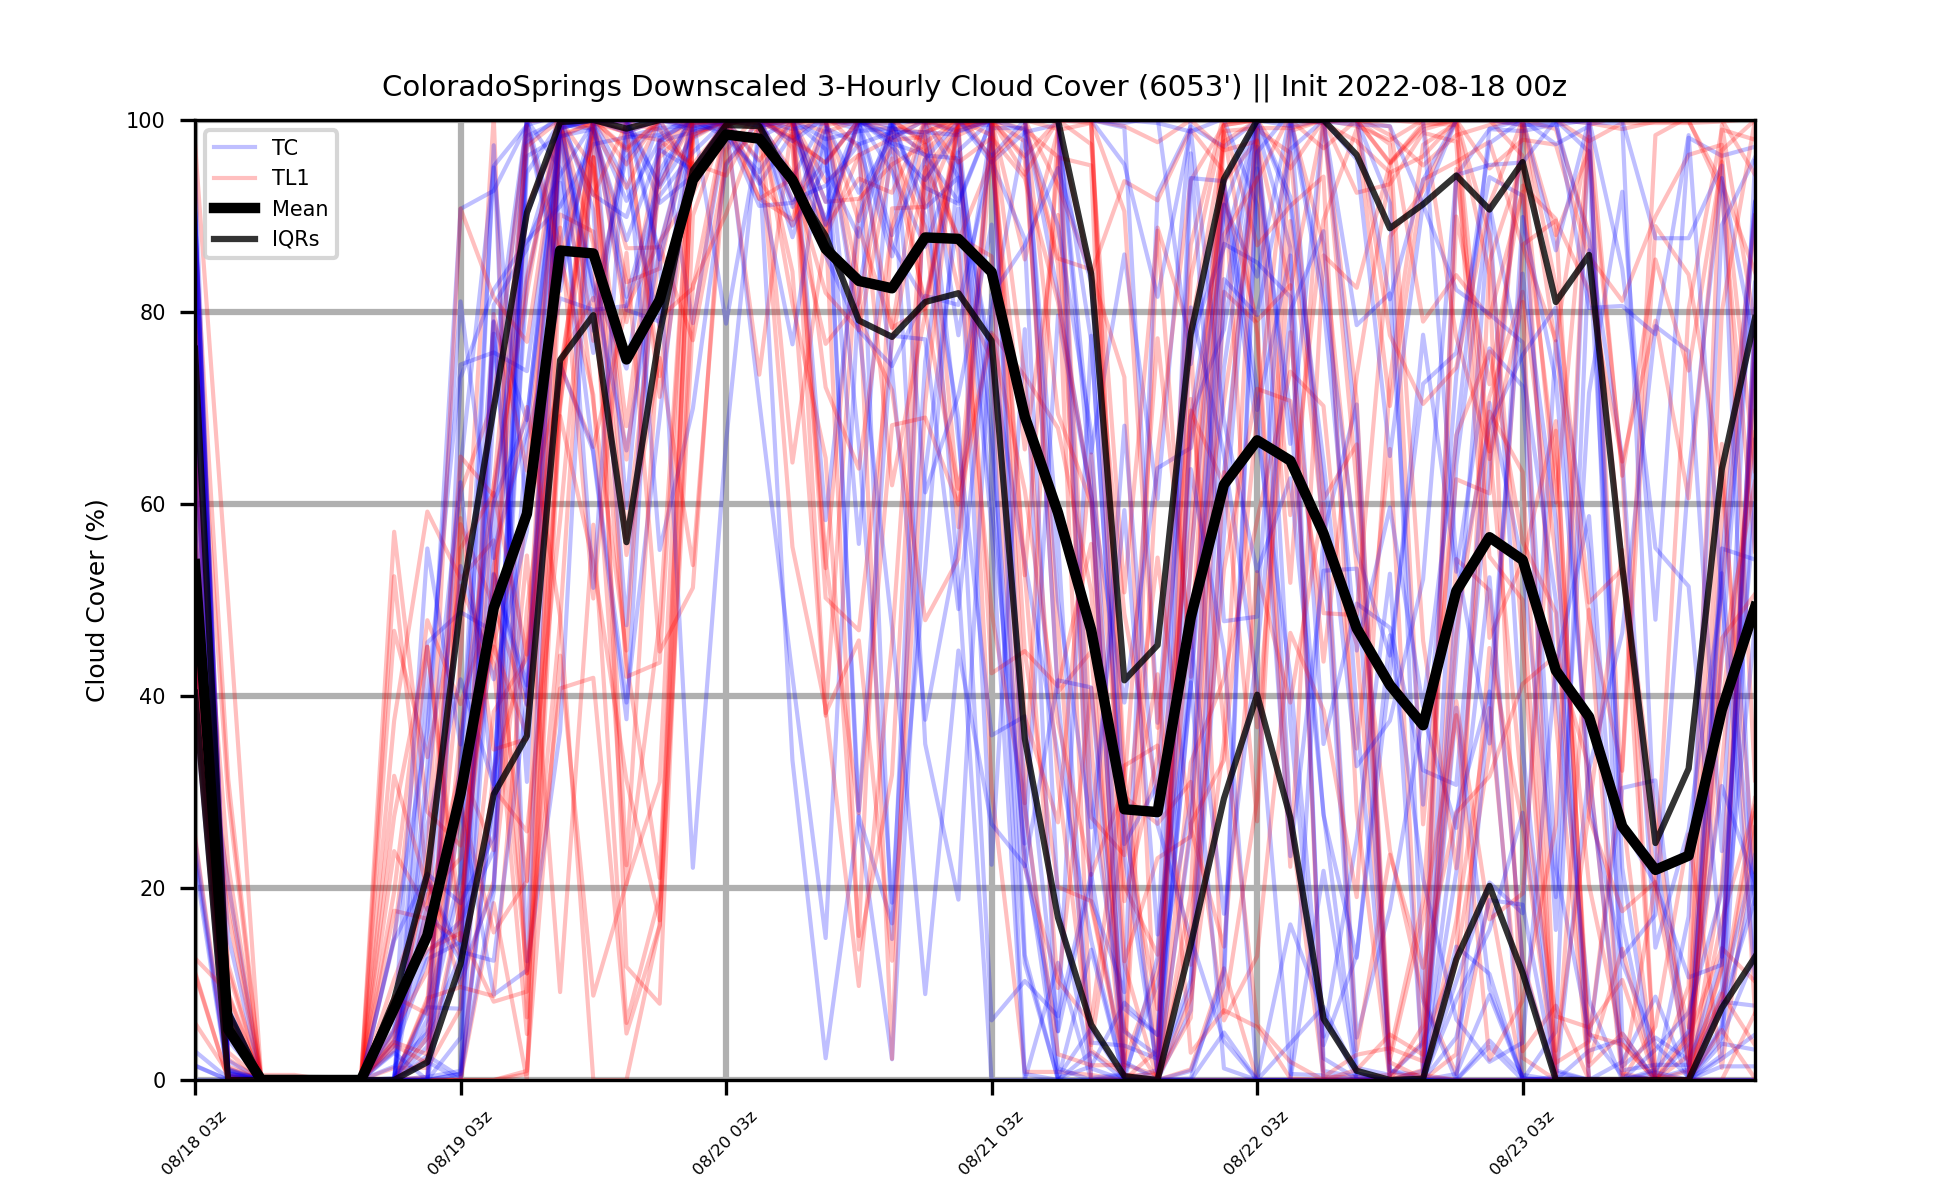 ColoradoSprings Downscaled 3-Hourly Cloud Cover (6053') || Init 2022-08-18 00z
100
80
60
40
20
0
Cloud Cover (%)
TC
TL1
Mean
IQRs
08/18 03z
08/19 03z
08/20 03z
08/21 03z
08/22 03z
08/23 03z